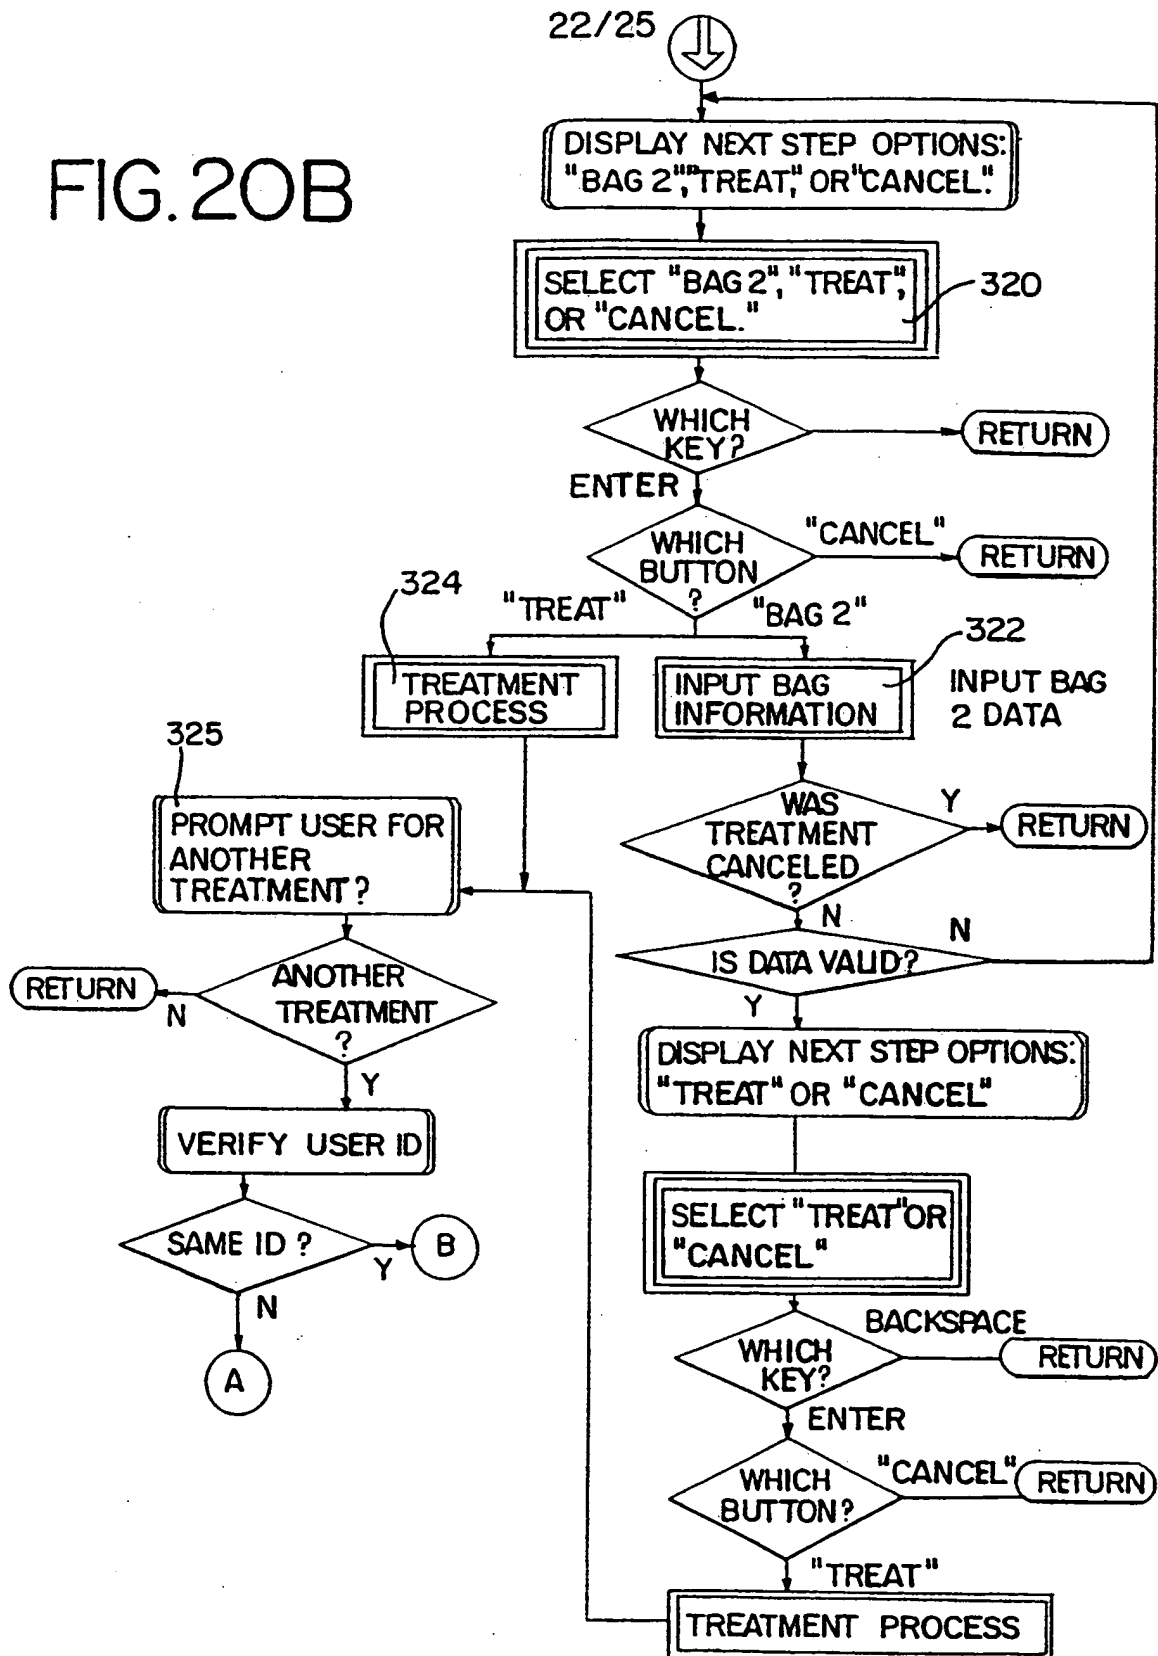 22/25
FIG. 20B
DISPLAY NEXT STEP OPTIONS:
"BAG 2","TREAT," OR "CANCEL."
SELECT "BAG 2", "TREAT",
OR "CANCEL."
320
WHICH
KEY?
RETURN
ENTER
WHICH
BUTTON
?
"CANCEL"
RETURN
324
"TREAT"
"BAG 2"
322
TREATMENT
PROCESS
INPUT BAG
INFORMATION
INPUT BAG
2 DATA
325
PROMPT USER FOR
ANOTHER
TREATMENT?
WAS
TREATMENT
CANCELED
?
Y
RETURN
N
IS DATA VALID?
N
Y
ANOTHER
TREATMENT
?
RETURN
N
Y
DISPLAY NEXT STEP OPTIONS:
"TREAT" OR "CANCEL"
VERIFY USER ID
SAME ID?
Y
B
N
A
SELECT "TREAT" OR
"CANCEL"
WHICH
KEY?
BACKSPACE
RETURN
ENTER
WHICH
BUTTON?
"CANCEL"
RETURN
"TREAT"
TREATMENT PROCESS